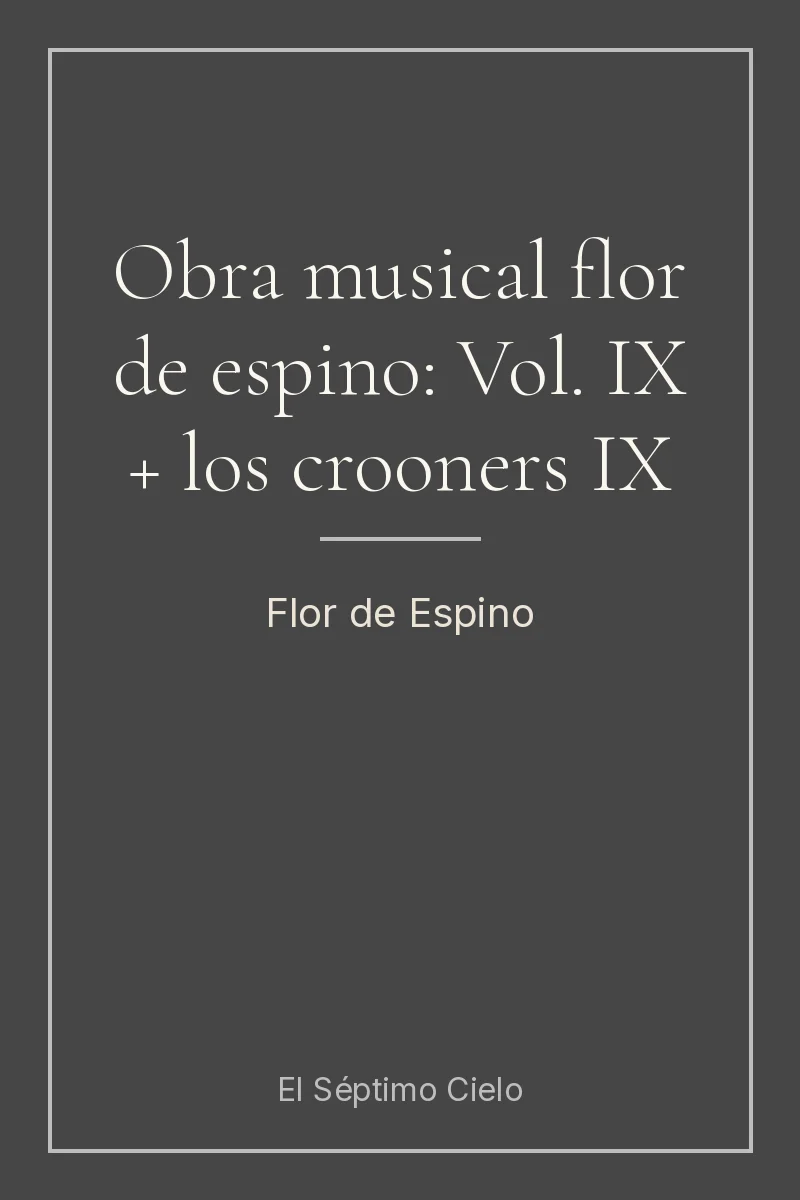 Obra musical flor
de espino: Vol. IX
+ los crooners IX
Flor de Espino
El Séptimo Cielo